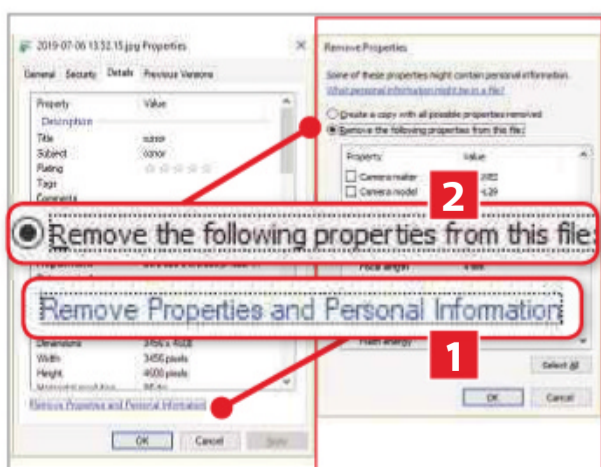 2019-07-06 13.52.15.jpg Properties
General Security Details Previous Versions
Property Value
Description
Title
Subject
Rating
Tags
Comments
Remove Properties
Some of these properties might contain personal information.
What personal information might be in a file?
Create a copy with all possible properties removed
Remove the following properties from this file:
Property Value
Camera maker
Camera model
2
Remove the following properties from this file:
Focal length
Remove Properties and Personal Information
1
Flash energy
Dimensions 3456 x 4608
Width 3456 pixels
Height 4608 pixels
Horizontal resolution
Remove Properties and Personal Information
Select All
OK Cancel Apply
OK Cancel